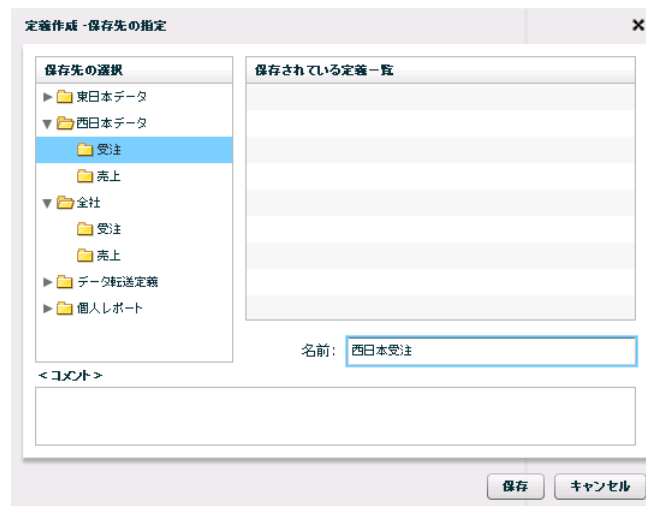 定義作成 -保存先の指定
保存先の選択
保存されている定義一覧
東日本データ
西日本データ
受注
売上
全社
受注
売上
データ転送定義
個人レポート
名前: 西日本受注
<コメント>
保存
キャンセル